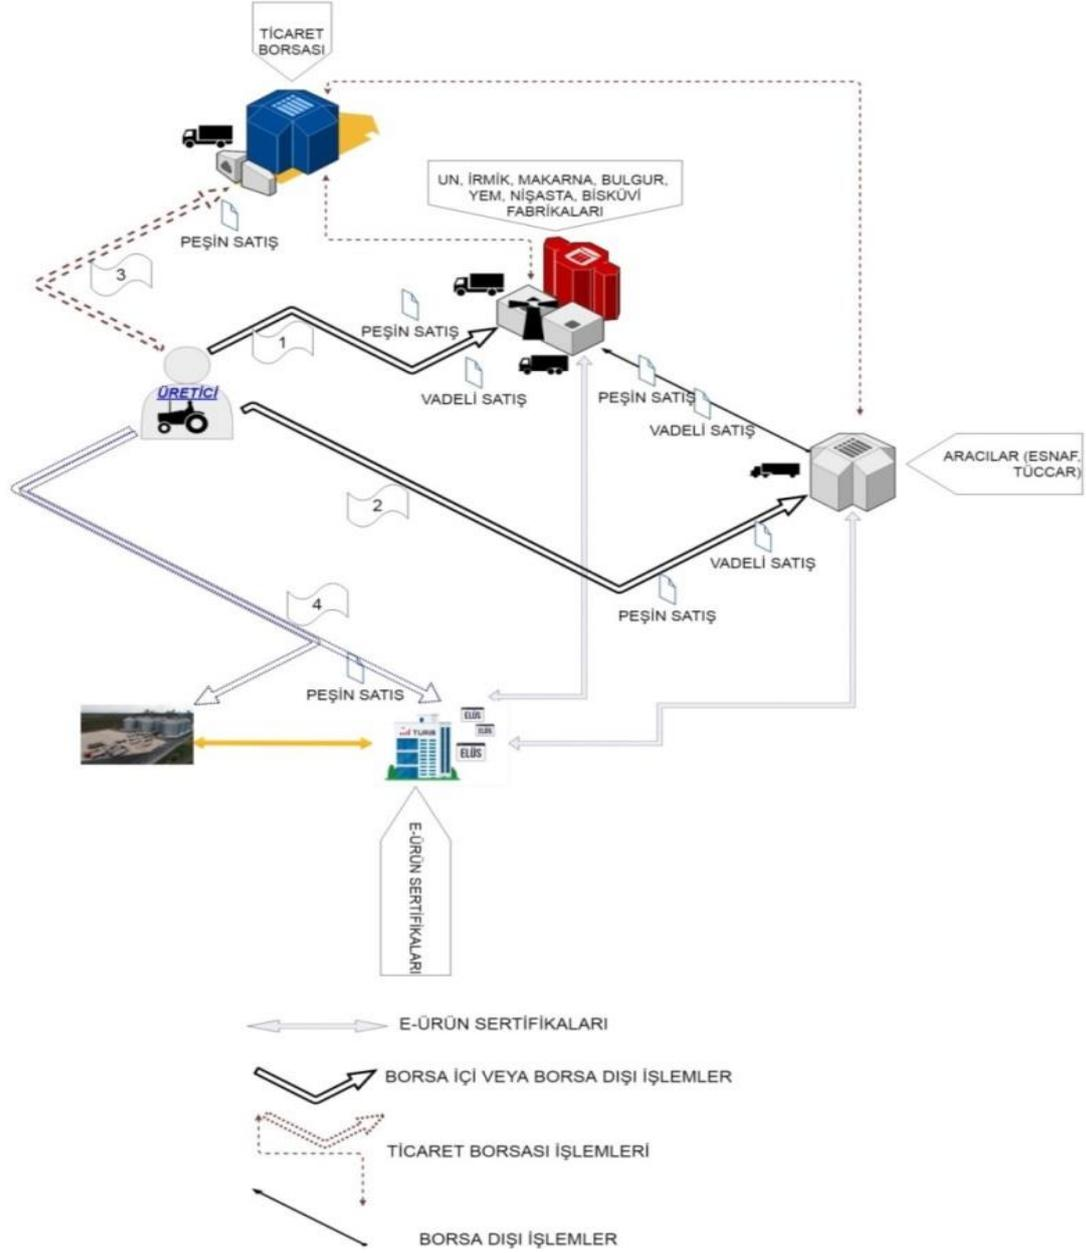 TİCARET
BORSASI
UN, İRMİK, MAKARNA, BULGUR,
YEM, NİŞASTA, BİSKÜVİ
FABRİKALARI
PEŞİN SATIŞ
3
1
PEŞİN SATIŞ
VADELİ SATIŞ
PEŞİN SATIŞ
VADELİ SATIŞ
ÜRETİCİ
ARACILAR (ESNAF,
TÜCCAR)
2
VADELİ SATIŞ
PEŞİN SATIŞ
4
PEŞİN SATIS
TURIB
ELÜS
ELÜS
ELÜS
E-ÜRÜN SERTİFİKALARI
E-ÜRÜN SERTİFİKALARI
BORSA İÇİ VEYA BORSA DIŞI İŞLEMLER
TİCARET BORSASI İŞLEMLERİ
BORSA DIŞI İŞLEMLER